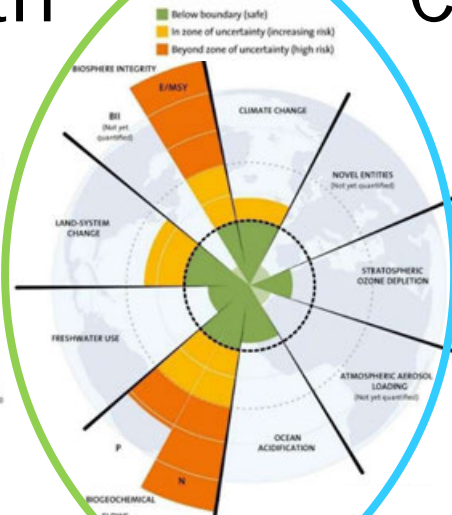 Below boundary (safe)
In zone of uncertainty (increasing risk)
Beyond zone of uncertainty (high risk)
BIOSPHERE INTEGRITY
E/MSY
CLIMATE CHANGE
BII
(Not yet
quantified)
NOVEL ENTITIES
(Not yet quantified)
LAND-SYSTEM
CHANGE
STRATOSPHERIC
OZONE DEPLETION
FRESHWATER USE
ATMOSPHERIC AEROSOL
LOADING
(Not yet quantified)
OCEAN
ACIDIFICATION
P
N
BIOGEOCHEMICAL